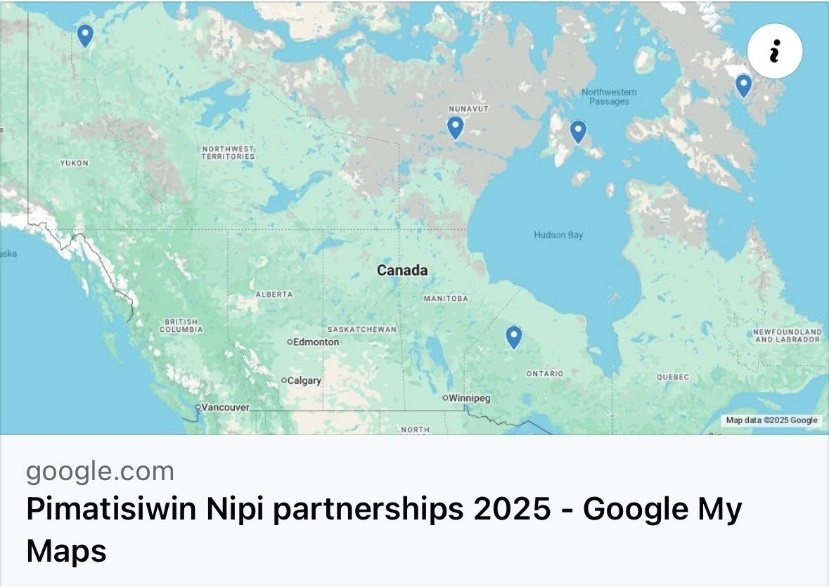 i
NUNAVUT
Northwestern
Passages
NORTHWEST
TERRITORIES
YUKON
Hudson Bay
aska
Canada
ALBERTA
MANITOBA
BRITISH
COLUMBIA
SASKATCHEWAN
NEWFOUNDLAND
AND LABRADOR
Edmonton
ONTARIO
QUEBEC
Calgary
Winnipeg
Vancouver
Map data ©2025 Google
NORTH
google.com
Pimatisiwin Nipi partnerships 2025 - Google My
Maps